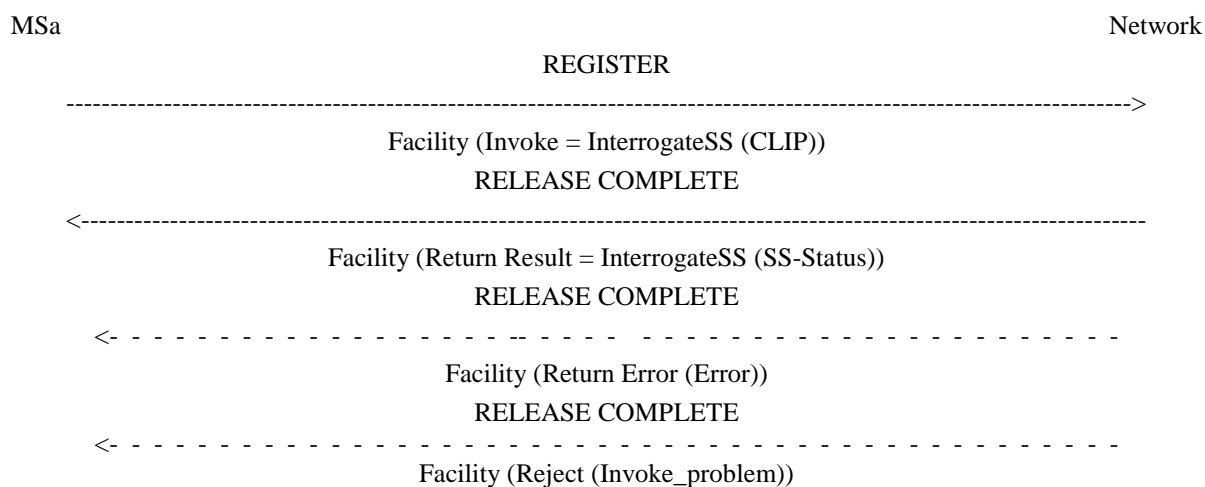 MSa Network
REGISTER
------------------------------------------------------------------------------------------------------------------------>
Facility (Invoke = InterrogateSS (CLIP))
RELEASE COMPLETE
<------------------------------------------------------------------------------------------------------------------------
Facility (Return Result = InterrogateSS (SS-Status))
RELEASE COMPLETE
<- - - - - - - - - - - - - - - - - - - -- - - - - - - - - - - - - - - - - - - - - -
Facility (Return Error (Error))
RELEASE COMPLETE
<- - - - - - - - - - - - - - - - - - - - - - - - - - - - - - - - - - - - - - - - - -
Facility (Reject (Invoke_problem))